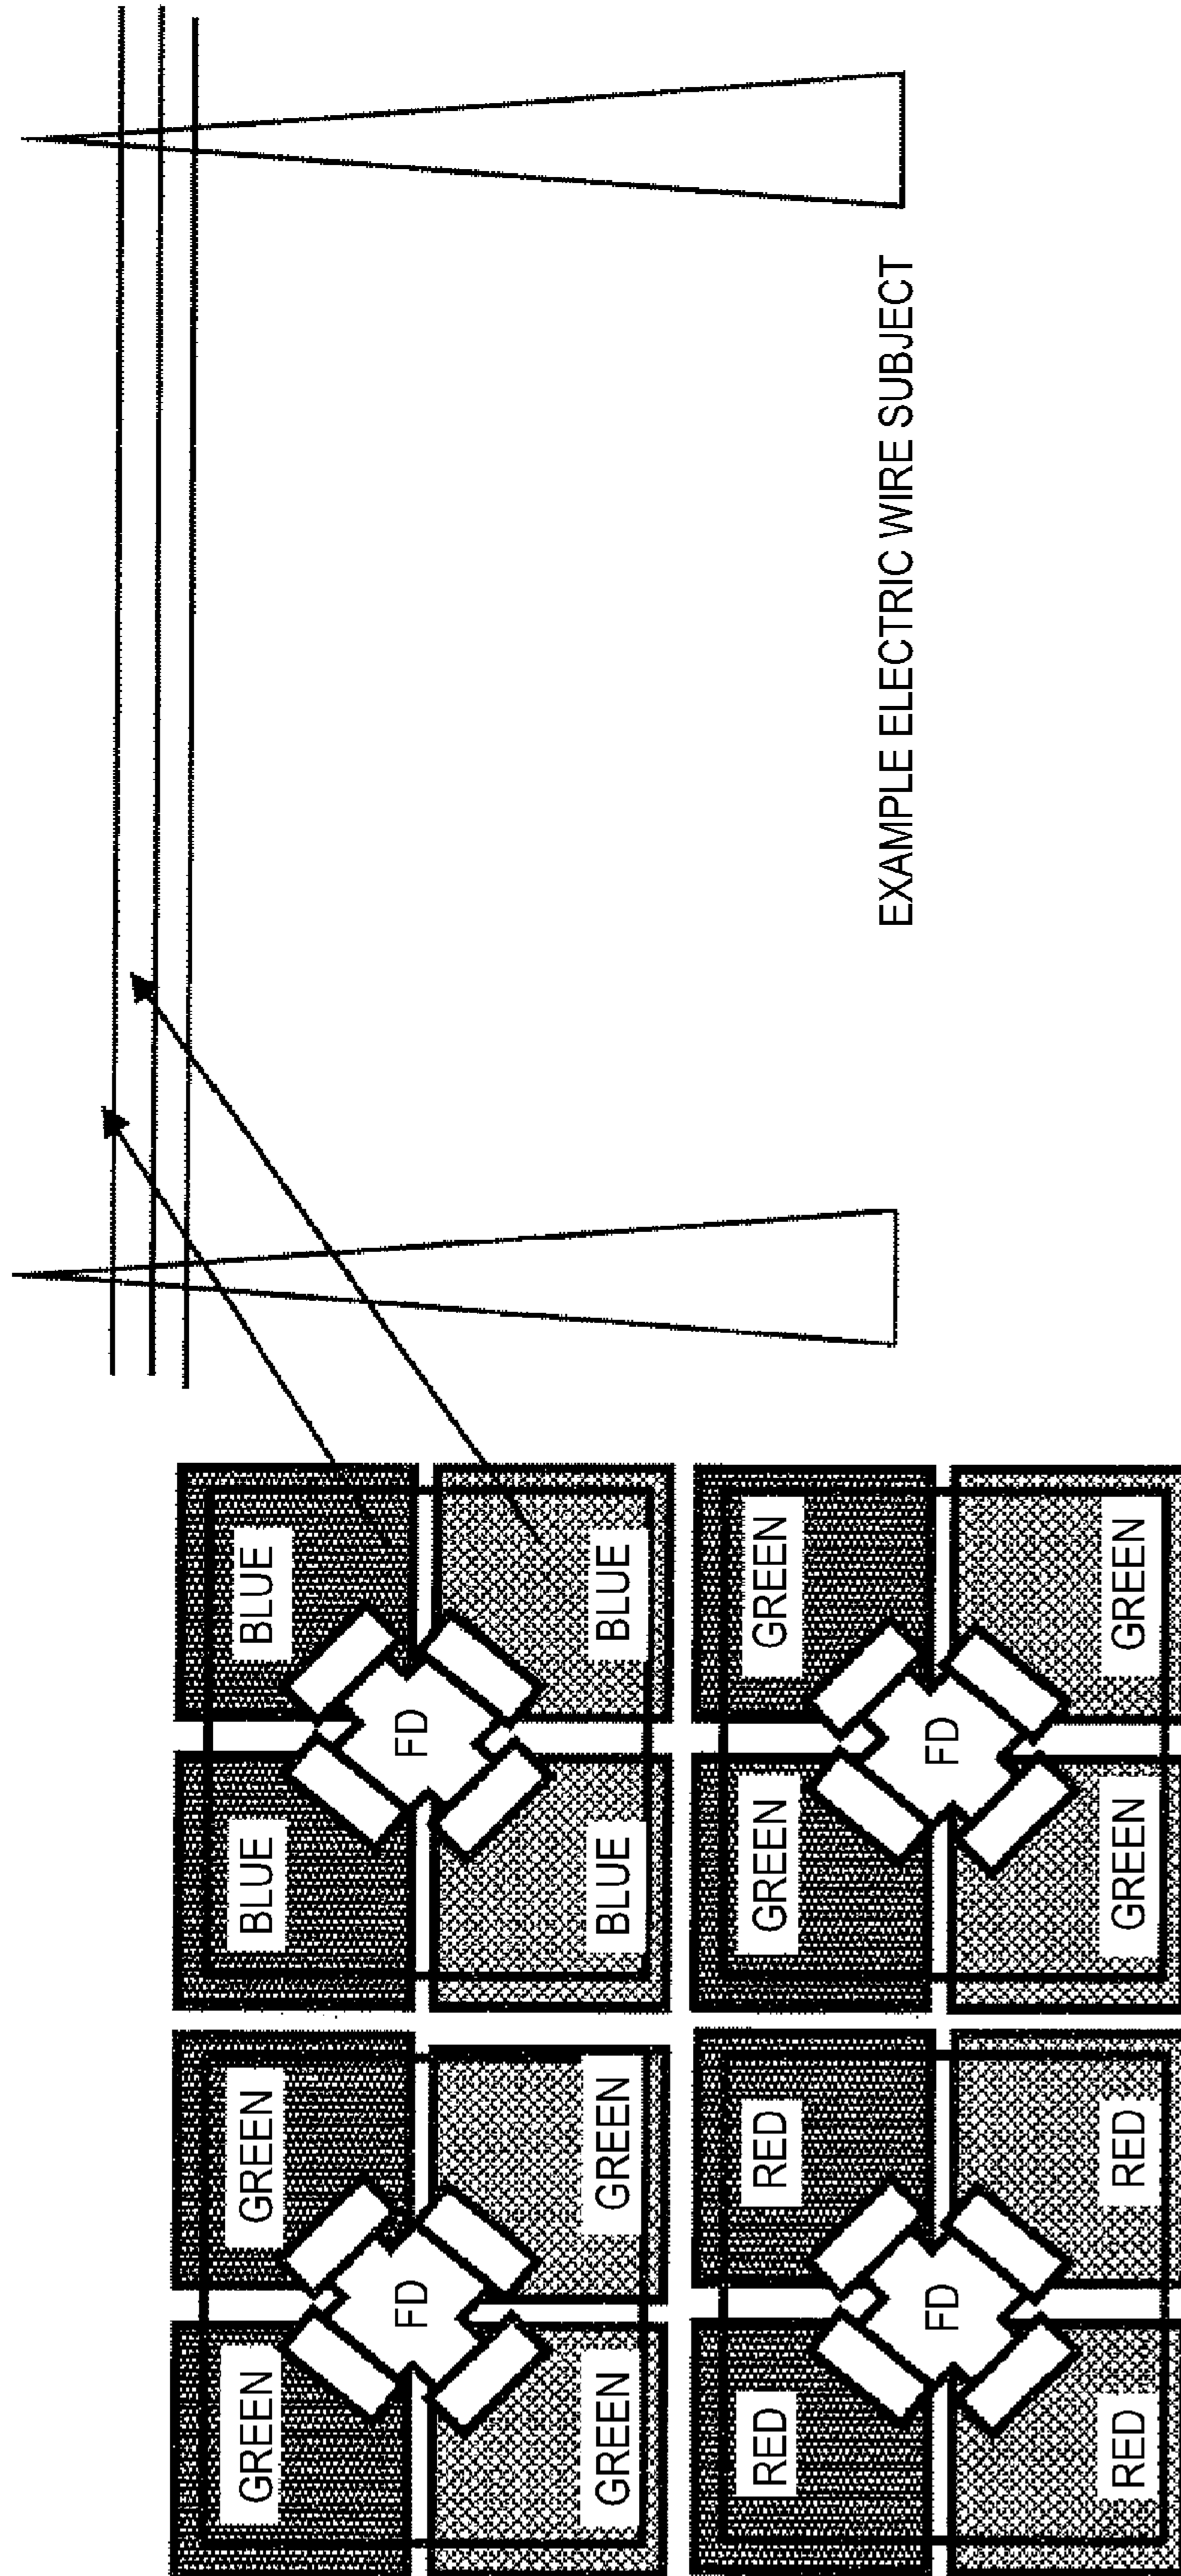 GREEN GREEN BLUE BLUE
FD FD
GREEN GREEN BLUE BLUE
RED RED GREEN GREEN
FD FD
RED RED GREEN GREEN
EXAMPLE ELECTRIC WIRE SUBJECT